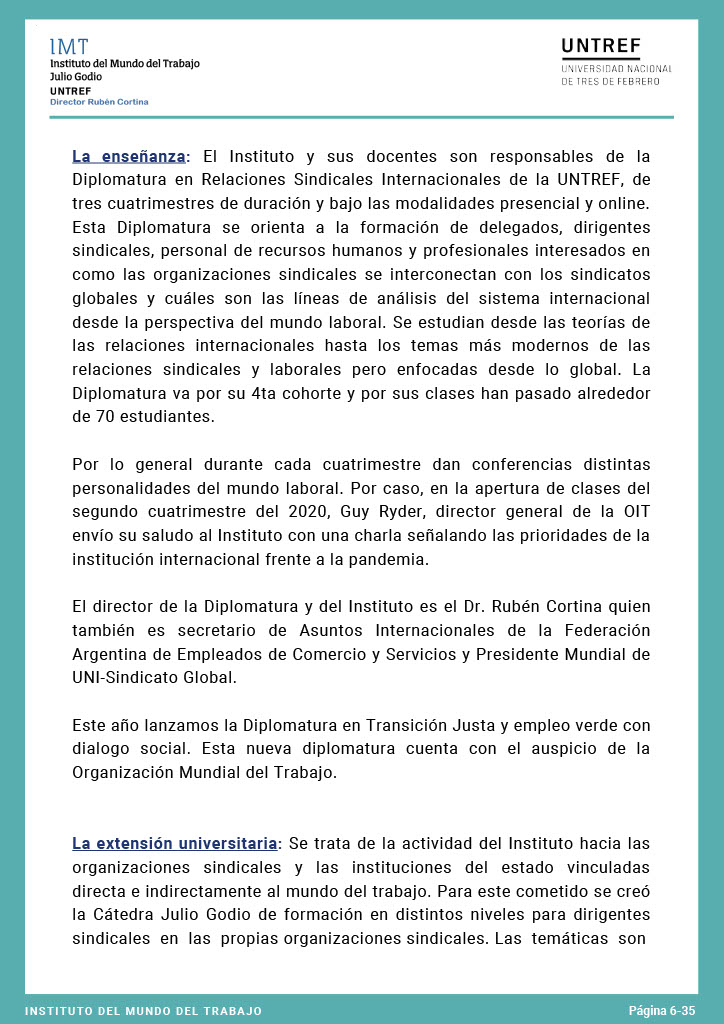 IMT
Instituto del Mundo del Trabajo
Julio Godio
UNTREF
Director Rubén Cortina
UNTREF
UNIVERSIDAD NACIONAL
DE TRES DE FEBRERO
La enseñanza: El Instituto y sus docentes son responsables de la
Diplomatura en Relaciones Sindicales Internacionales de la UNTREF, de
tres cuatrimestres de duración y bajo las modalidades presencial y online.
Esta Diplomatura se orienta a la formación de delegados, dirigentes
sindicales, personal de recursos humanos y profesionales interesados en
como las organizaciones sindicales se interconectan con los sindicatos
globales y cuáles son las líneas de análisis del sistema internacional
desde la perspectiva del mundo laboral. Se estudian desde las teorías de
las relaciones internacionales hasta los temas más modernos de las
relaciones sindicales y laborales pero enfocadas desde lo global. La
Diplomatura va por su 4ta cohorte y por sus clases han pasado alrededor
de 70 estudiantes.
Por lo general durante cada cuatrimestre dan conferencias distintas
personalidades del mundo laboral. Por caso, en la apertura de clases del
segundo cuatrimestre del 2020, Guy Ryder, director general de la OIT
envío su saludo al Instituto con una charla señalando las prioridades de la
institución internacional frente a la pandemia.
El director de la Diplomatura y del Instituto es el Dr. Rubén Cortina quien
también es secretario de Asuntos Internacionales de la Federación
Argentina de Empleados de Comercio y Servicios y Presidente Mundial de
UNI-Sindicato Global.
Este año lanzamos la Diplomatura en Transición Justa y empleo verde con
dialogo social. Esta nueva diplomatura cuenta con el auspicio de la
Organización Mundial del Trabajo.
La extensión universitaria: Se trata de la actividad del Instituto hacia las
organizaciones sindicales y las instituciones del estado vinculadas
directa e indirectamente al mundo del trabajo. Para este cometido se creó
la Cátedra Julio Godio de formación en distintos niveles para dirigentes
sindicales en las propias organizaciones sindicales. Las temáticas son
INSTITUTO DEL MUNDO DEL TRABAJO
Página 6-35